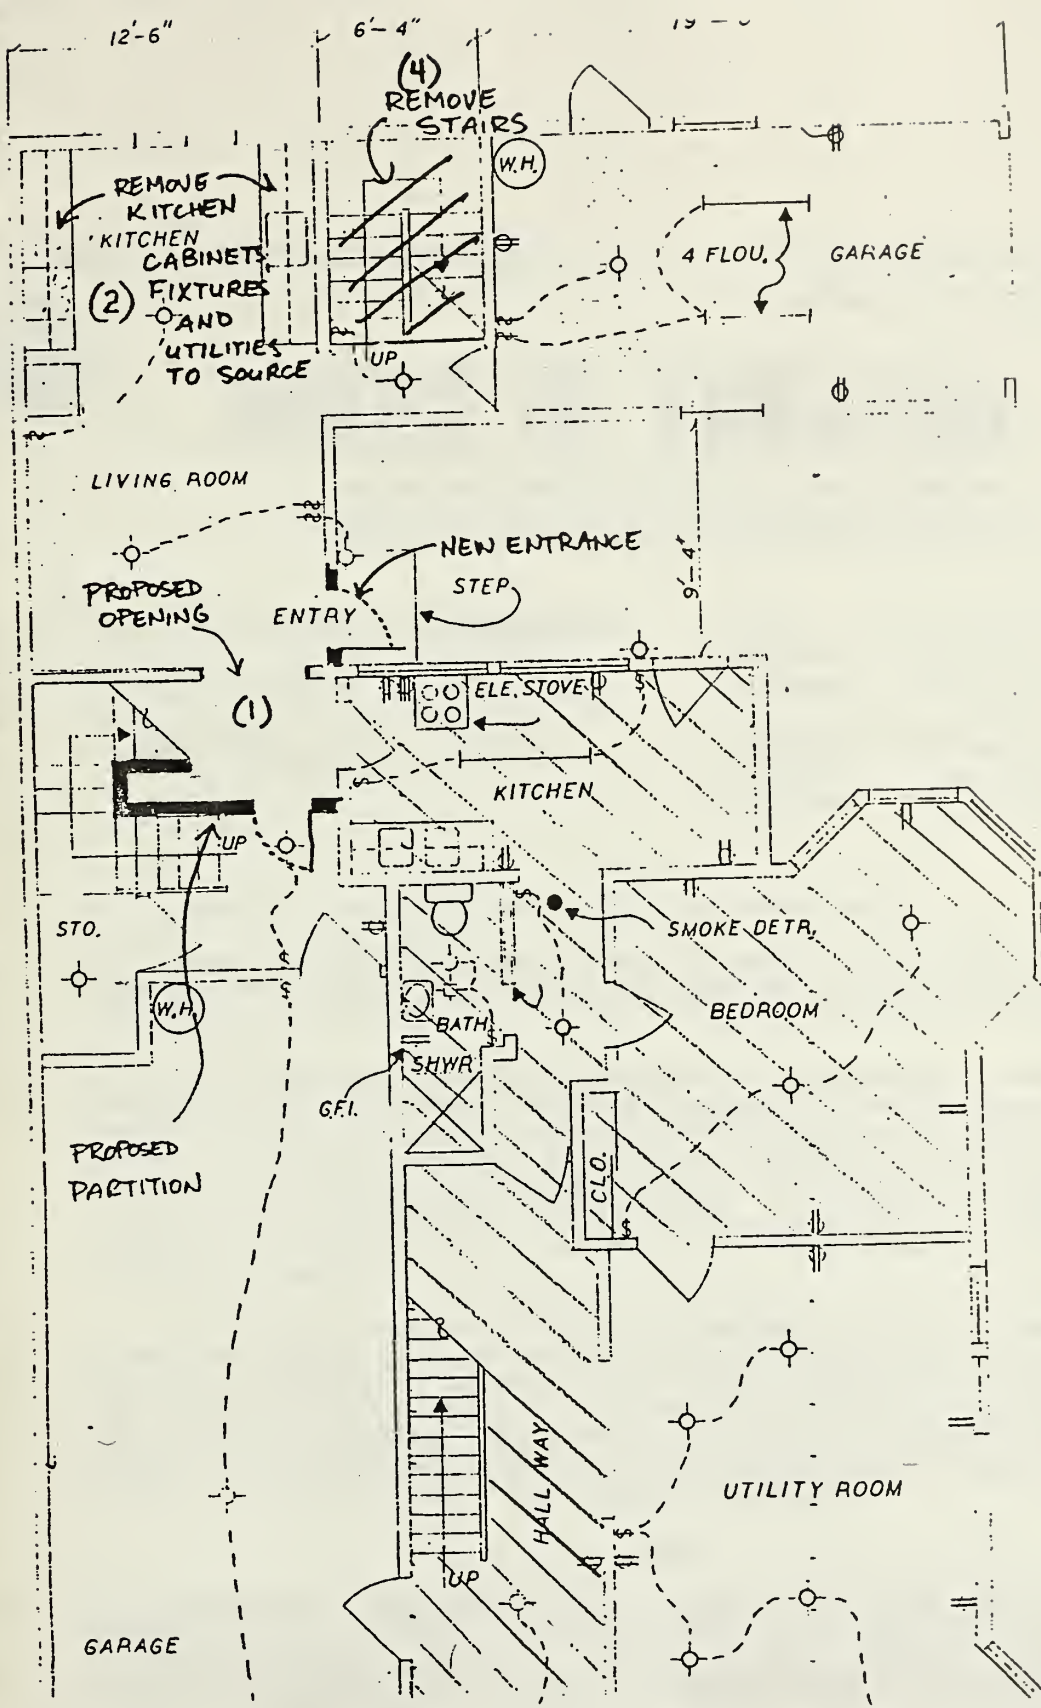 12'-6"
6'-4"
(4)
REMOVE
STAIRS
W.H.
REMOVE
KITCHEN
KITCHEN
CABINETS
(2) FIXTURES
AND
UTILITIES
TO SOURCE
4 FLOU.
GARAGE
UP
LIVING ROOM
NEW ENTRANCE
PROPOSED
OPENING
ENTRY
STEP
9'-4"
(1)
ELE. STOVE
KITCHEN
UP
STO.
SMOKE DETR.
W.H.
BATH
BEDROOM
SHWR
G.F.I.
PROPOSED
PARTITION
CLO.
HALL WAY
UTILITY ROOM
UP
GARAGE